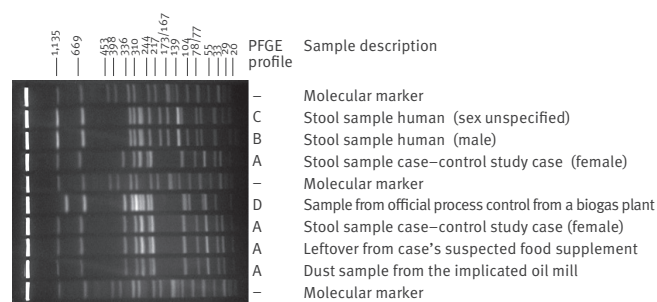 1,135 669 453 398 336 310 244 217 173/167 139 104 78/77 55 33 29 20 PFGE profile Sample description
– Molecular marker
C Stool sample human (sex unspecified)
B Stool sample human (male)
A Stool sample case–control study case (female)
– Molecular marker
D Sample from official process control from a biogas plant
A Stool sample case–control study case (female)
A Leftover from case's suspected food supplement
A Dust sample from the implicated oil mill
– Molecular marker